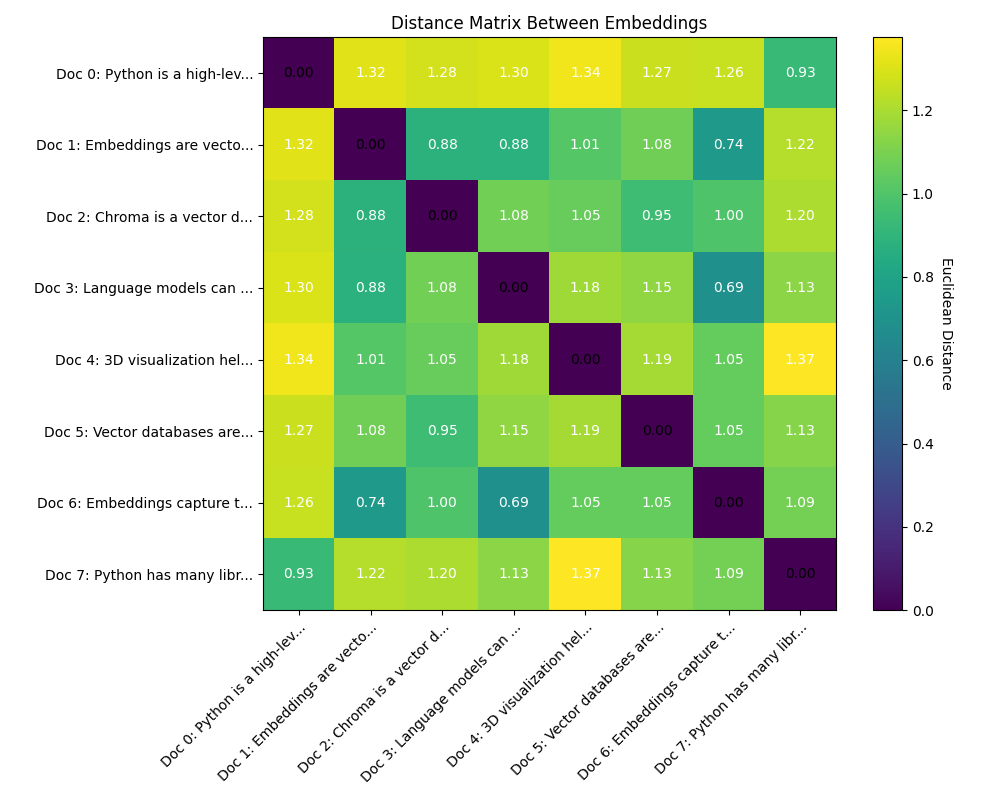 Distance Matrix Between Embeddings
Doc 0: Python is a high-lev... 0.00 1.32 1.28 1.30 1.34 1.27 1.26 0.93
Doc 1: Embeddings are vecto... 1.32 0.00 0.88 0.88 1.01 1.08 0.74 1.22
Doc 2: Chroma is a vector d... 1.28 0.88 0.00 1.08 1.05 0.95 1.00 1.20
Doc 3: Language models can ... 1.30 0.88 1.08 0.00 1.18 1.15 0.69 1.13
Doc 4: 3D visualization hel... 1.34 1.01 1.05 1.18 0.00 1.19 1.05 1.37
Doc 5: Vector databases are... 1.27 1.08 0.95 1.15 1.19 0.00 1.05 1.13
Doc 6: Embeddings capture t... 1.26 0.74 1.00 0.69 1.05 1.05 0.00 1.09
Doc 7: Python has many libr... 0.93 1.22 1.20 1.13 1.37 1.13 1.09 0.00
Doc 0: Python is a high-lev...
Doc 1: Embeddings are vecto...
Doc 2: Chroma is a vector d...
Doc 3: Language models can ...
Doc 4: 3D visualization hel...
Doc 5: Vector databases are...
Doc 6: Embeddings capture t...
Doc 7: Python has many libr...
1.2
1.0
0.8
0.6
0.4
0.2
0.0
Euclidean Distance